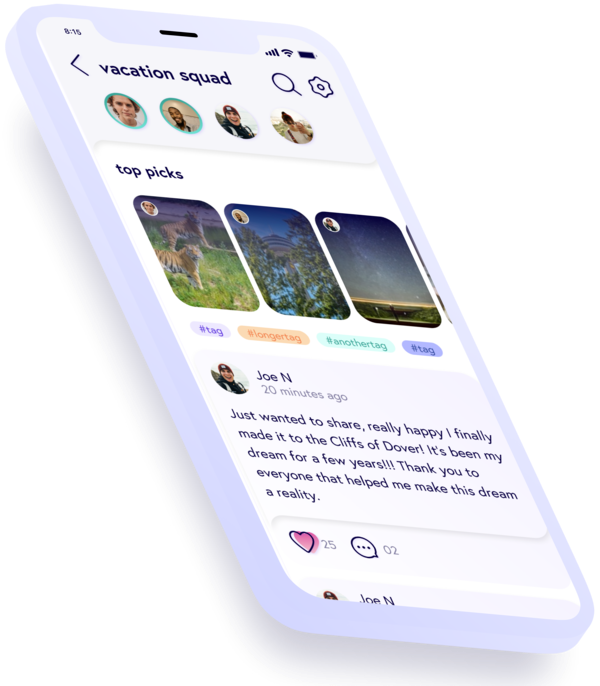 8:15
vacation squad
top picks
#tag #longertag #anothertag #tag
Joe N
20 minutes ago
Just wanted to share, really happy I finally
made it to the Cliffs of Dover! It's been my
dream for a few years!!! Thank you to
everyone that helped me make this dream
a reality.
25 02
Joe N